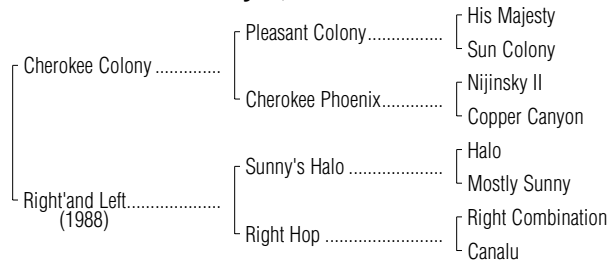 His Majesty
Pleasant Colony................
Sun Colony
Cherokee Colony ..............
Nijinsky II
Cherokee Phoenix.............
Copper Canyon
Halo
Sunny's Halo ....................
Mostly Sunny
Right'and Left....................
(1988)
Right Combination
Right Hop .........................
Canalu